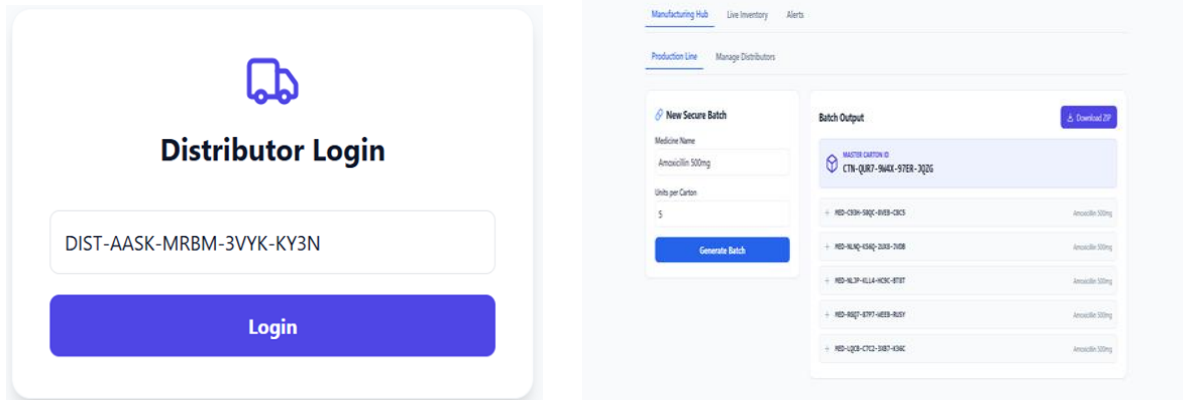 Distributor Login
DIST-AASK-MRBM-3VYK-KY3N
Login
Manufacturing Hub Live Inventory Alerts
Production Line Manage Distributors
New Secure Batch
Medicine Name
Amoxicillin 500mg
Units per Carton
5
Generate Batch
Batch Output
Download ZIP
MASTER CARTON ID
CTN-QUR7-9W4X-97ER-3QZG
Amoxicillin 500mg
Amoxicillin 500mg
Amoxicillin 500mg
Amoxicillin 500mg
Amoxicillin 500mg